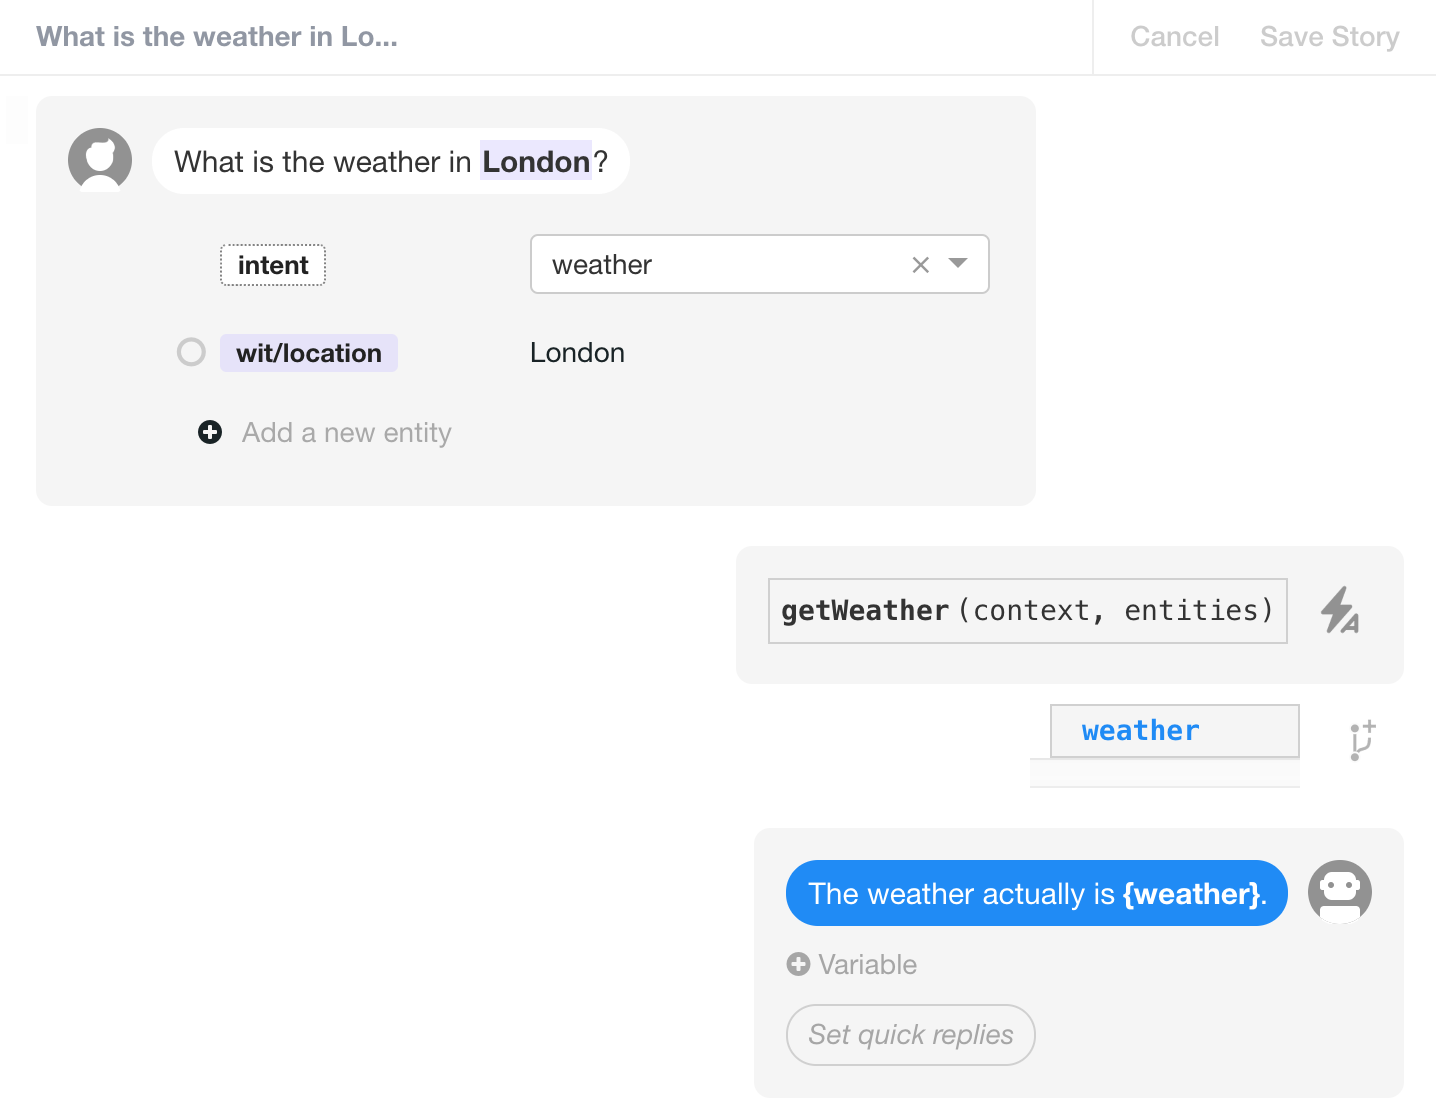 What is the weather in Lo...
Cancel
Save Story
What is the weather in London?
intent
weather
wit/location
London
Add a new entity
getWeather(context, entities)
weather
The weather actually is {weather}.
Variable
Set quick replies